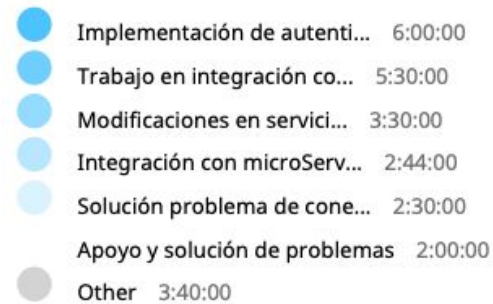 Implementación de autenti... 6:00:00
Trabajo en integración co... 5:30:00
Modificaciones en servici... 3:30:00
Integración con microServ... 2:44:00
Solución problema de cone... 2:30:00
Apoyo y solución de problemas 2:00:00
Other 3:40:00